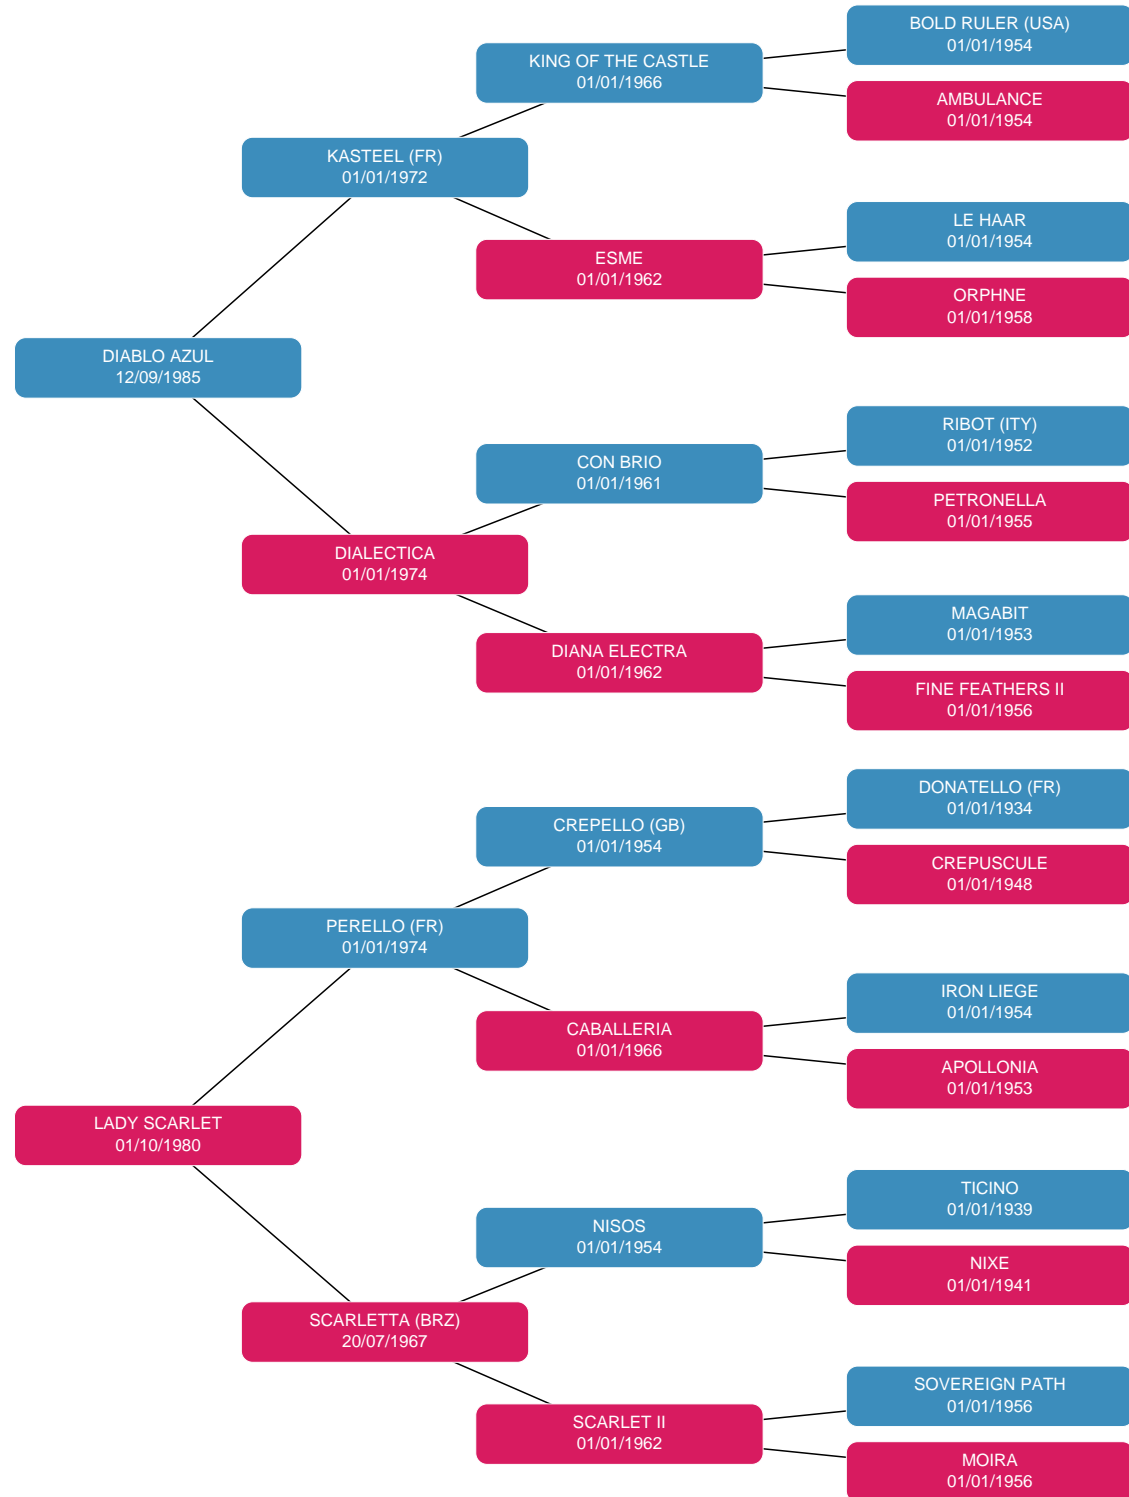 BOLD RULER (USA)
01/01/1954
KING OF THE CASTLE
01/01/1966
AMBULANCE
01/01/1954
KASTEEL (FR)
01/01/1972
LE HAAR
01/01/1954
ESME
01/01/1962
ORPHNE
01/01/1958
DIABLO AZUL
12/09/1985
RIBOT (ITY)
01/01/1952
CON BRIO
01/01/1961
PETRONELLA
01/01/1955
DIALECTICA
01/01/1974
MAGABIT
01/01/1953
DIANA ELECTRA
01/01/1962
FINE FEATHERS II
01/01/1956
DONATELLO (FR)
01/01/1934
CREPELLO (GB)
01/01/1954
CREPUSCULE
01/01/1948
PERELLO (FR)
01/01/1974
IRON LIEGE
01/01/1954
CABALLERIA
01/01/1966
APOLLONIA
01/01/1953
LADY SCARLET
01/10/1980
TICINO
01/01/1939
NISOS
01/01/1954
NIXE
01/01/1941
SCARLETTA (BRZ)
20/07/1967
SOVEREIGN PATH
01/01/1956
SCARLET II
01/01/1962
MOIRA
01/01/1956